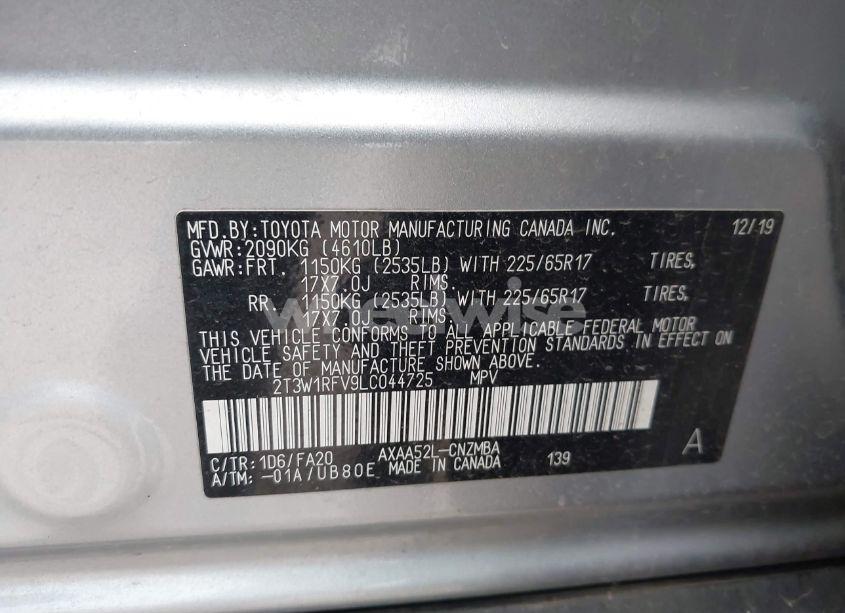 MFD.BY:TOYOTA MOTOR MANUFACTURING CANADA INC. 12/19
GVWR:2090KG (4610LB)
GAWR:FRT. 1150KG (2535LB) WITH 225/65R17 TIRES,
17X7.0J RIMS.
RR. 1150KG (2535LB) WITH 225/65R17 TIRES,
17X7.0J RIMS.
wheelwise
THIS VEHICLE CONFORMS TO ALL APPLICABLE FEDERAL MOTOR
VEHICLE SAFETY AND THEFT PREVENTION STANDARDS IN EFFECT ON
THE DATE OF MANUFACTURE SHOWN ABOVE.
2T3W1RFV9LC044725 MPV
C/TR:1D6/FA20 AXAA52L-CNZMBA 139 A
A/TM: -01A/UB80E MADE IN CANADA